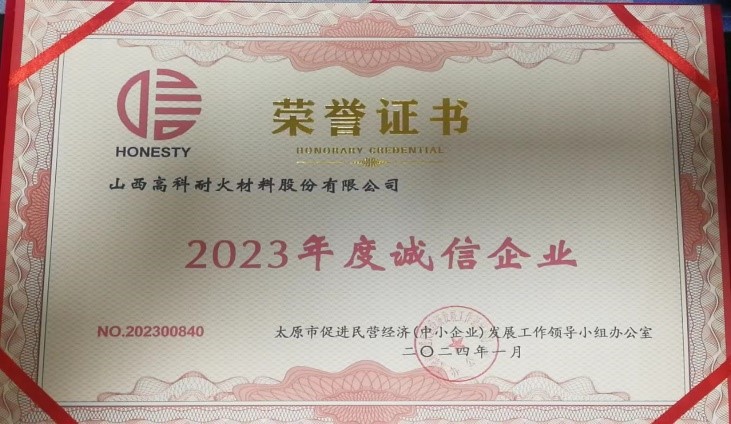 荣誉证书
HONORARY CREDENTIAL
HONESTY
山西高科耐火材料股份有限公司
2023年度诚信企业
NO.202300840
太原市促进民营经济(中小企业)发展工作领导小组办公室
二〇二四年一月